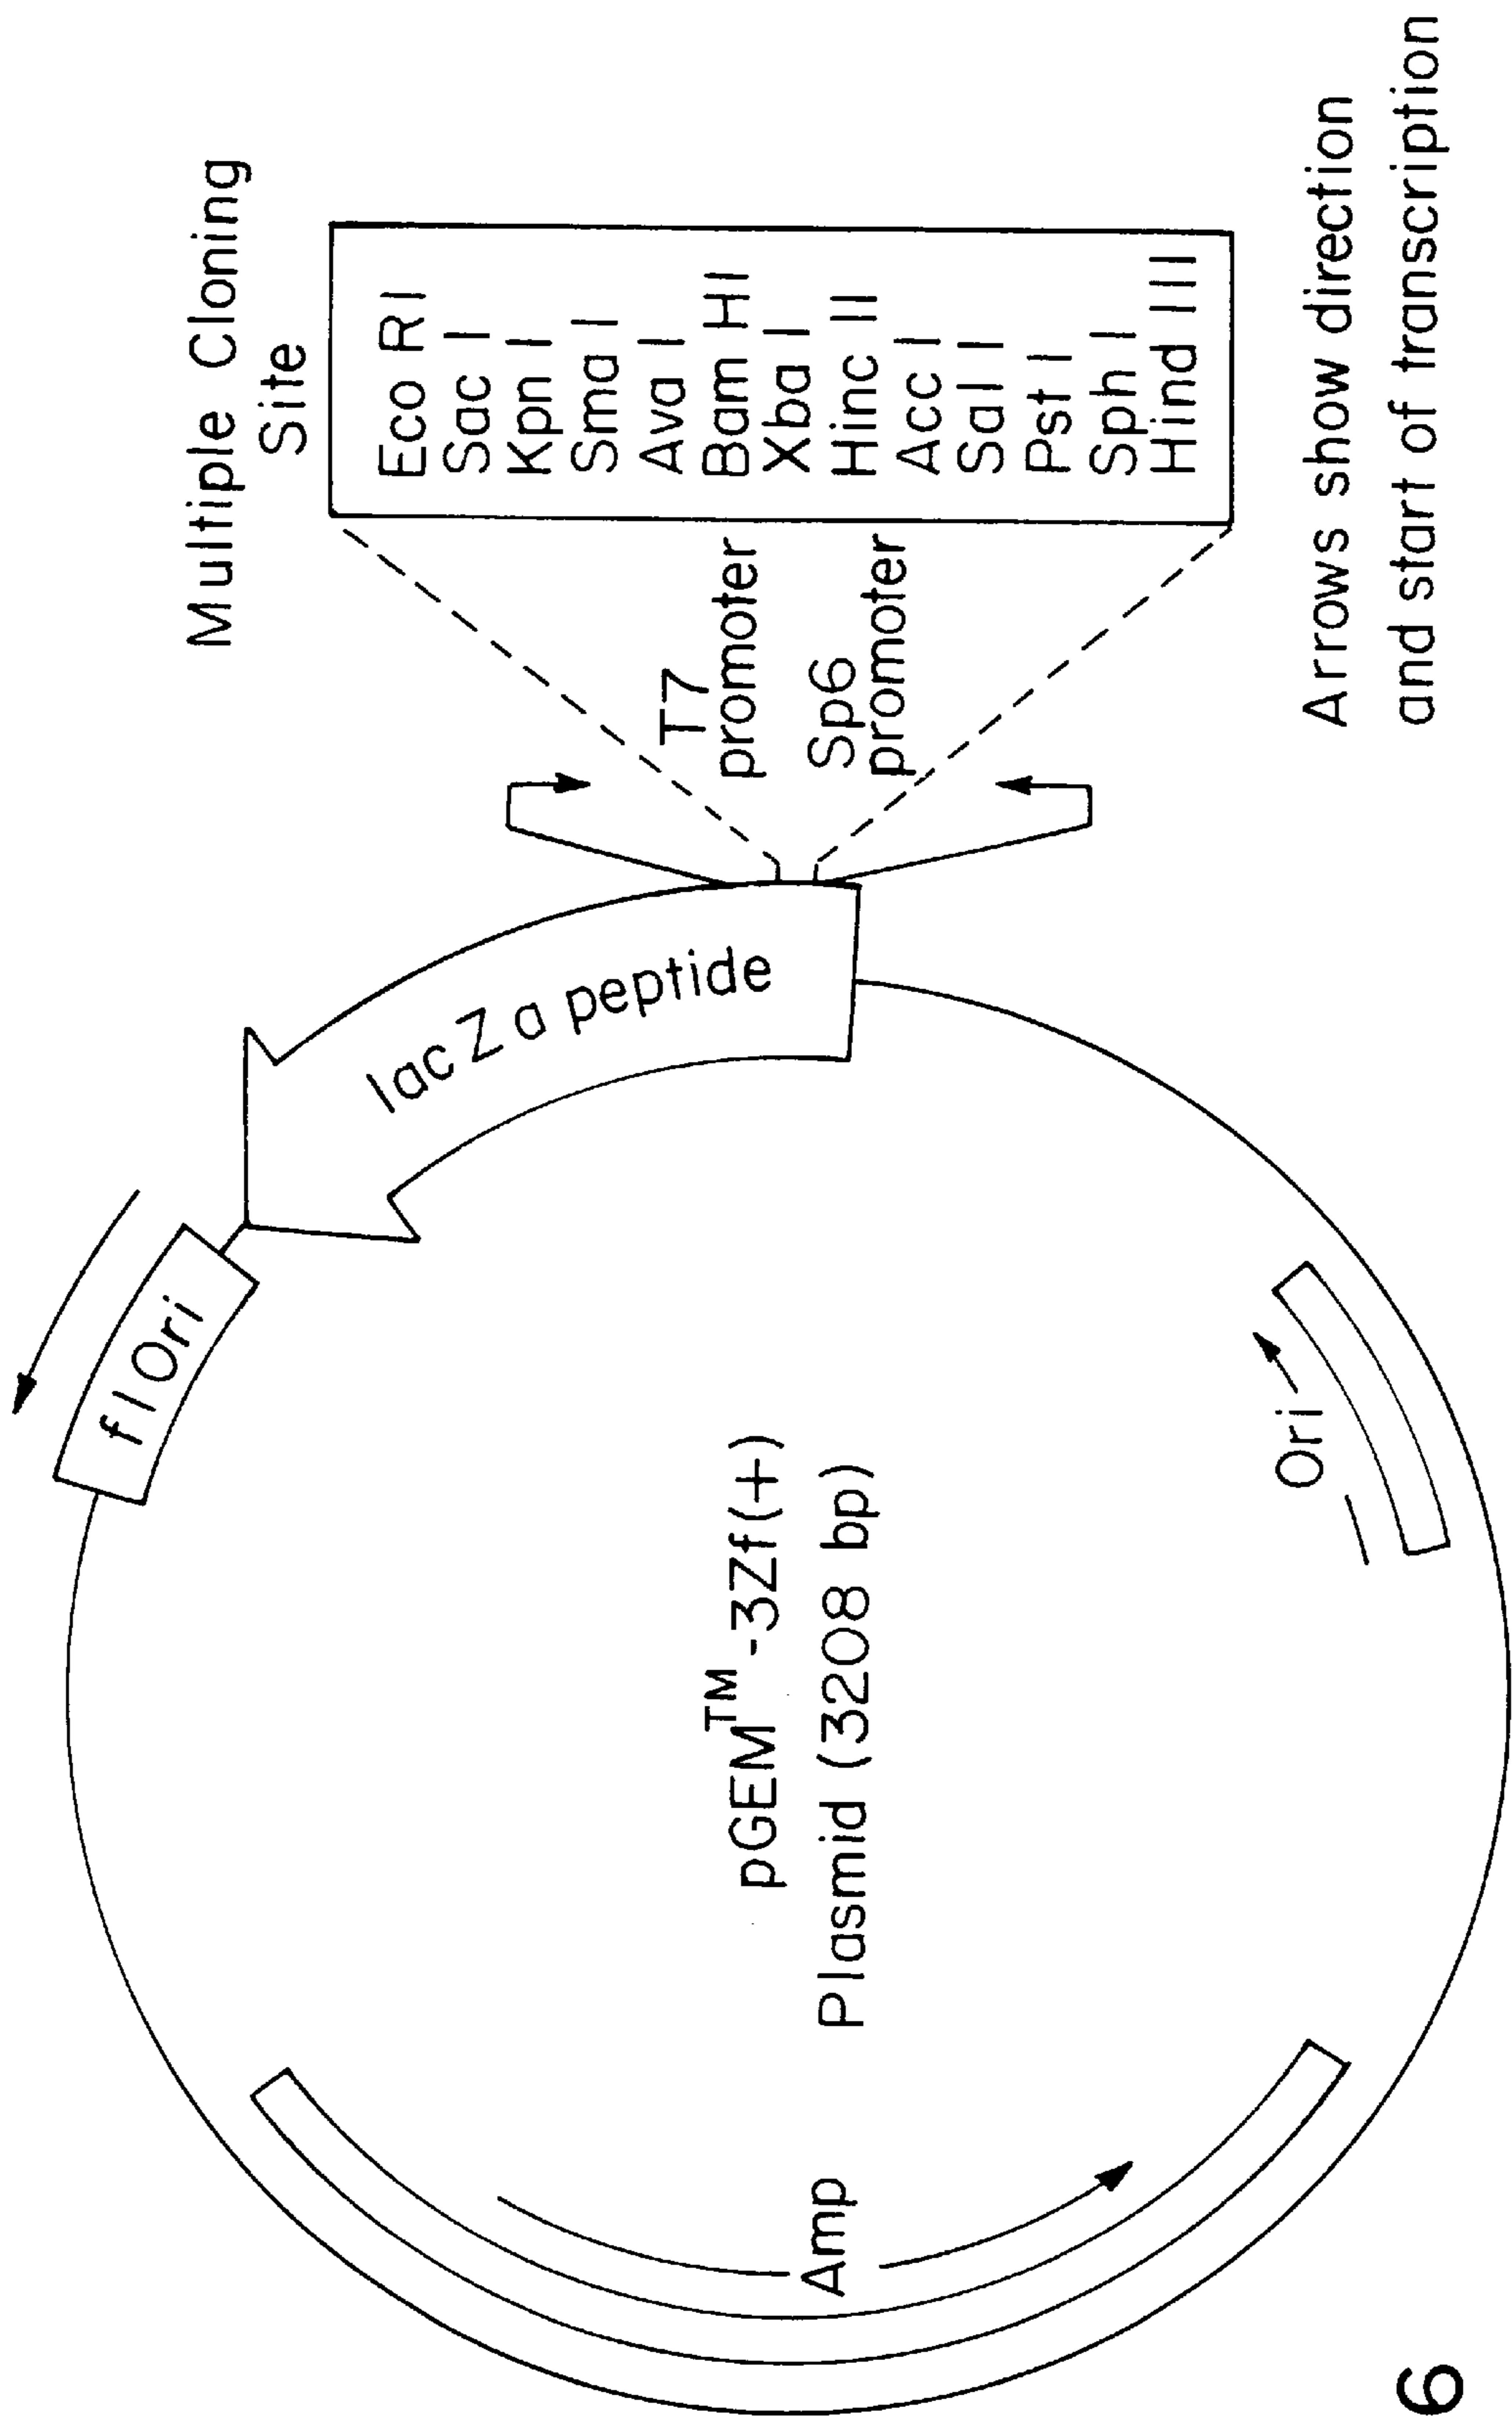 Multiple Cloning
Site
Eco RI
Sac I
Kpn I
Sma I
Ava I
Bam HI
Xba I
Hinc II
Acc I
Sal I
Pst I
Sph I
Hind III
T7
promoter
Sp6
promoter
lac Z a peptide
f1 Ori
pGEM™-3Zf(+)
Plasmid (3208 bp)
Amp
Ori
Arrows show direction
and start of transcription
6